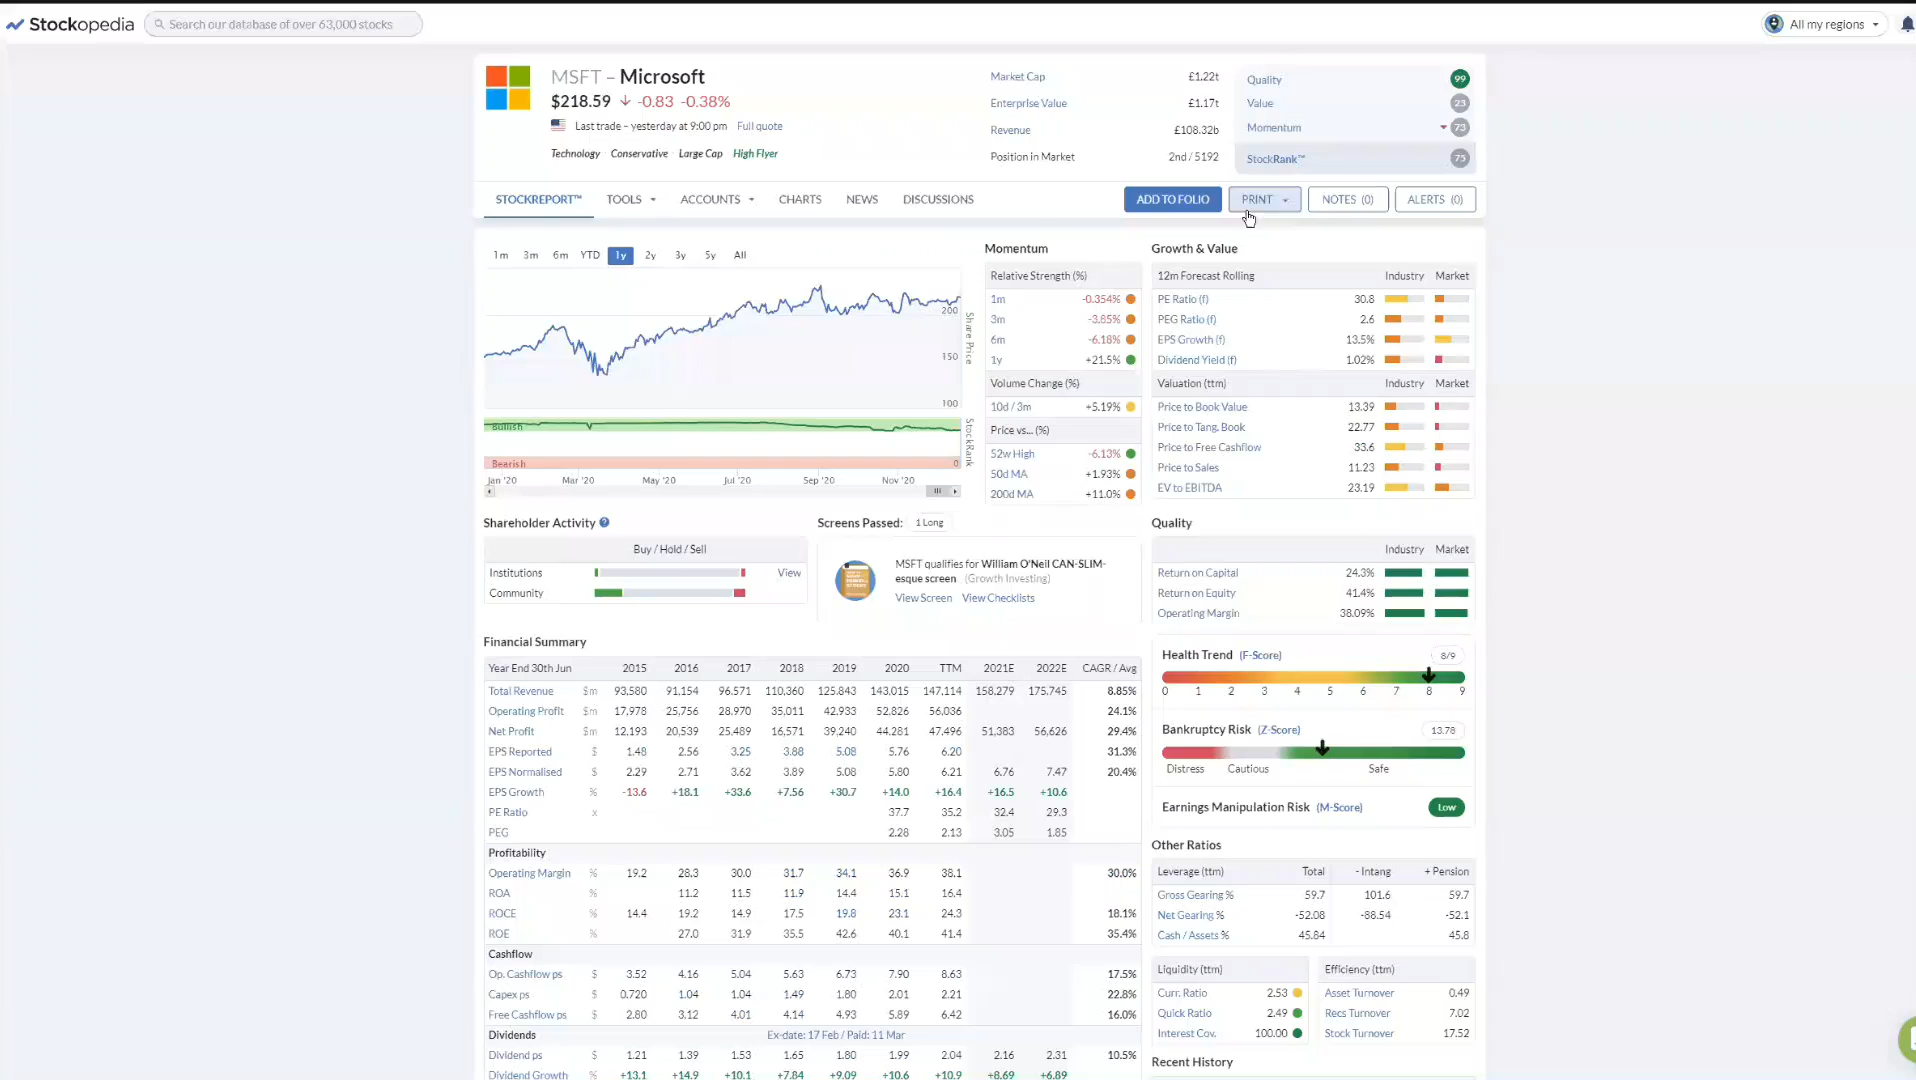 Stockopedia
Search our database of over 63,000 stocks
All my regions
MSFT – Microsoft
$218.59 -0.83 -0.38%
Last trade – yesterday at 9:00 pm Full quote
Technology Conservative Large Cap High Flyer
Market Cap £1.22t
Enterprise Value £1.17t
Revenue £108.32b
Position in Market 2nd / 5192
Quality 99
Value 23
Momentum 73
StockRank™ 75
STOCKREPORT™ TOOLS ACCOUNTS CHARTS NEWS DISCUSSIONS
ADD TO FOLIO PRINT NOTES (0) ALERTS (0)
1m 3m 6m YTD 1y 2y 3y 5y All
200
150
100
Share Price
Bullish
Bearish 0
StockRank
Jan '20 Mar '20 May '20 Jul '20 Sep '20 Nov '20
Momentum
Relative Strength (%)
1m -0.354%
3m -3.85%
6m -6.18%
1y +21.5%
Volume Change (%)
10d / 3m +5.19%
Price vs... (%)
52w High -6.13%
50d MA +1.93%
200d MA +11.0%
Growth & Value
12m Forecast Rolling Industry Market
PE Ratio (f) 30.8
PEG Ratio (f) 2.6
EPS Growth (f) 13.5%
Dividend Yield (f) 1.02%
Valuation (ttm) Industry Market
Price to Book Value 13.39
Price to Tang. Book 22.77
Price to Free Cashflow 33.6
Price to Sales 11.23
EV to EBITDA 23.19
Shareholder Activity ?
Buy / Hold / Sell
Institutions View
Community
Screens Passed: 1 Long
MSFT qualifies for William O'Neil CAN-SLIM-
esque screen (Growth Investing)
View Screen View Checklists
Quality
Industry Market
Return on Capital 24.3%
Return on Equity 41.4%
Operating Margin 38.09%
Health Trend (F-Score) 8/9
0 1 2 3 4 5 6 7 8 9
Bankruptcy Risk (Z-Score) 13.78
Distress Cautious Safe
Earnings Manipulation Risk (M-Score) Low
Financial Summary
Year End 30th Jun 2015 2016 2017 2018 2019 2020 TTM 2021E 2022E CAGR / Avg
Total Revenue $m 93,580 91,154 96,571 110,360 125,843 143,015 147,114 158,279 175,745 8.85%
Operating Profit $m 17,978 25,756 28,970 35,011 42,933 52,826 56,036 24.1%
Net Profit $m 12,193 20,539 25,489 16,571 39,240 44,281 47,496 51,383 56,626 29.4%
EPS Reported $ 1.48 2.56 3.25 3.88 5.08 5.76 6.20 31.3%
EPS Normalised $ 2.29 2.71 3.62 3.89 5.08 5.80 6.21 6.76 7.47 20.4%
EPS Growth % -13.6 +18.1 +33.6 +7.56 +30.7 +14.0 +16.4 +16.5 +10.6
PE Ratio x 37.7 35.2 32.4 29.3
PEG 2.28 2.13 3.05 1.85
Profitability
Operating Margin % 19.2 28.3 30.0 31.7 34.1 36.9 38.1 30.0%
ROA % 11.2 11.5 11.9 14.4 15.1 16.4
ROCE % 14.4 19.2 14.9 17.5 19.8 23.1 24.3 18.1%
ROE % 27.0 31.9 35.5 42.6 40.1 41.4 35.4%
Cashflow
Op. Cashflow ps $ 3.52 4.16 5.04 5.63 6.73 7.90 8.63 17.5%
Capex ps $ 0.720 1.04 1.04 1.49 1.80 2.01 2.21 22.8%
Free Cashflow ps $ 2.80 3.12 4.01 4.14 4.93 5.89 6.42 16.0%
Dividends Ex-date: 17 Feb / Paid: 11 Mar
Dividend ps $ 1.21 1.39 1.53 1.65 1.80 1.99 2.04 2.16 2.31 10.5%
Dividend Growth % +13.1 +14.9 +10.1 +7.84 +9.09 +10.6 +10.9 +8.69 +6.89
Other Ratios
Leverage (ttm) Total - Intang + Pension
Gross Gearing % 59.7 101.6 59.7
Net Gearing % -52.08 -88.54 -52.1
Cash / Assets % 45.84 45.8
Liquidity (ttm)
Curr. Ratio 2.53
Quick Ratio 2.49
Interest Cov. 100.00
Efficiency (ttm)
Asset Turnover 0.49
Recs Turnover 7.02
Stock Turnover 17.52
Recent History